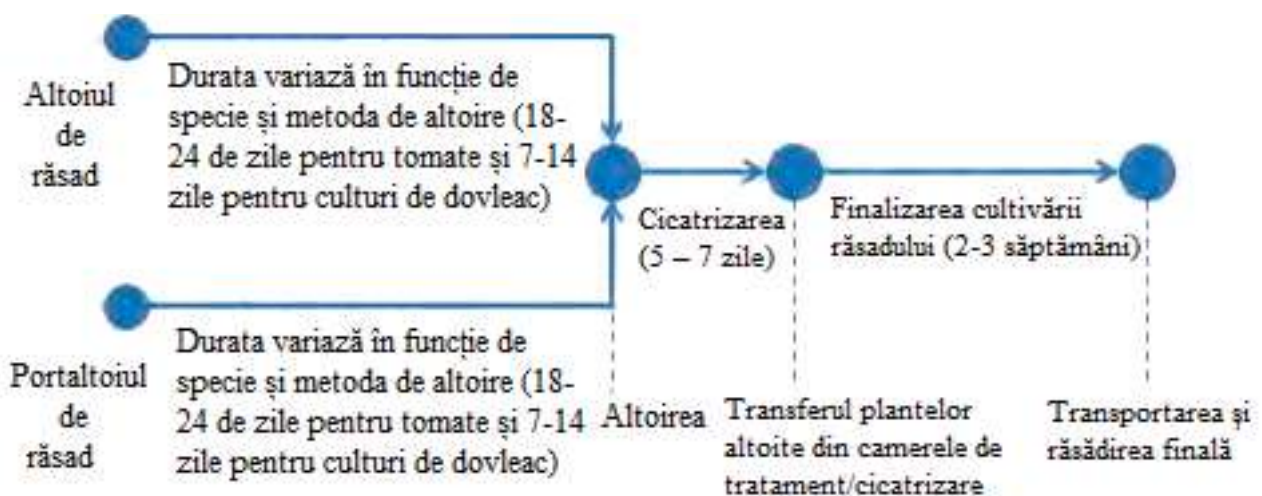 Altoiul
de
răsad
Durata variază în funcție de
specie și metoda de altoire (18-
24 de zile pentru tomate și 7-14
zile pentru culturi de dovleac)
Cicatrizarea
(5 – 7 zile)
Finalizarea cultivării
răsadului (2-3 săptămâni)
Portaltoiul
de
răsad
Durata variază în funcție de
specie și metoda de altoire (18-
24 de zile pentru tomate și 7-14
zile pentru culturi de dovleac)
Altoirea
Transferul plantelor
altoite din camerele de
tratament/cicatrizare
Transportarea și
răsădirea finală